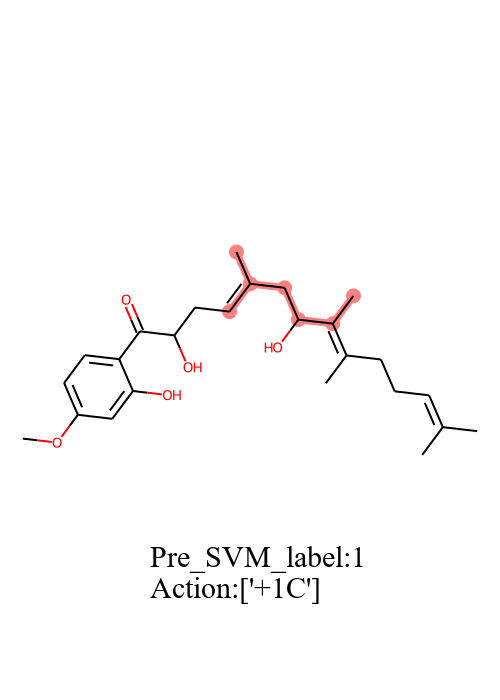 O
OH
HO
OH
O
Pre_SVM_label:1
Action:['+1C']